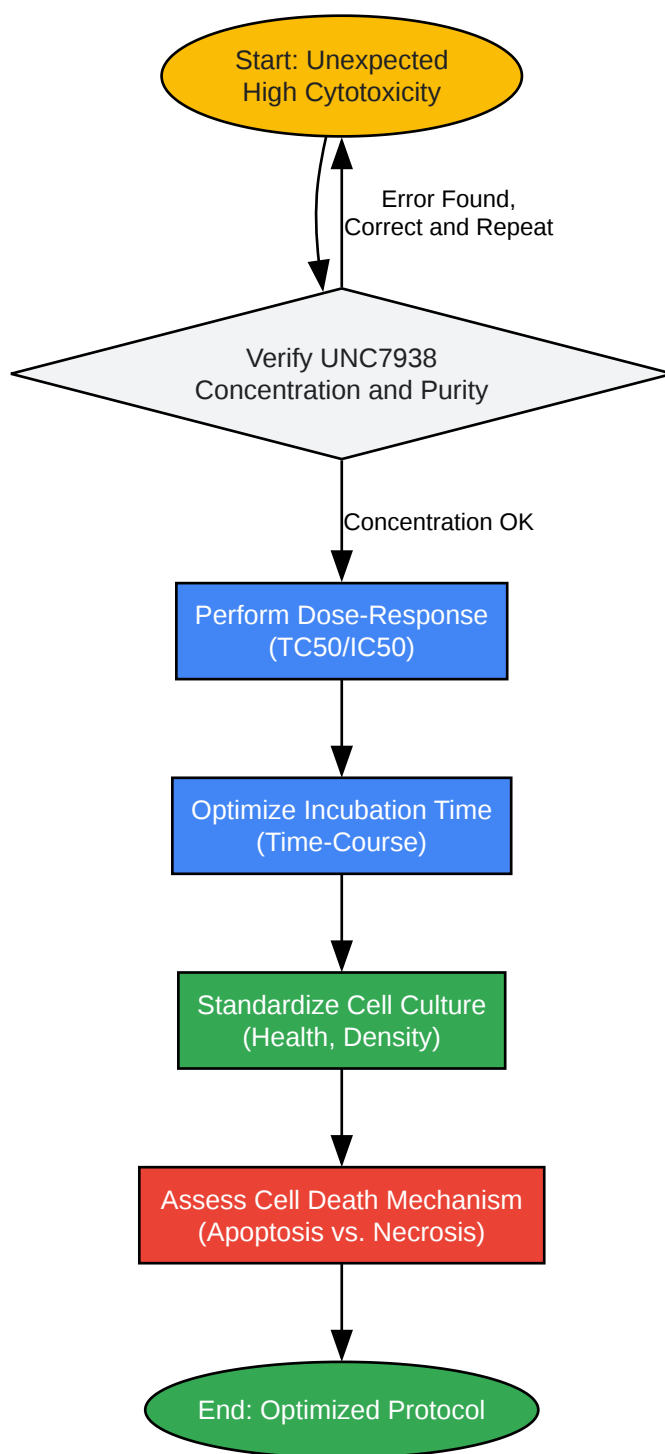 Start: Unexpected
High Cytotoxicity
Error Found,
Correct and Repeat
Verify UNC7938
Concentration and Purity
Concentration OK
Perform Dose-Response
(TC50/IC50)
Optimize Incubation Time
(Time-Course)
Standardize Cell Culture
(Health, Density)
Assess Cell Death Mechanism
(Apoptosis vs. Necrosis)
End: Optimized Protocol